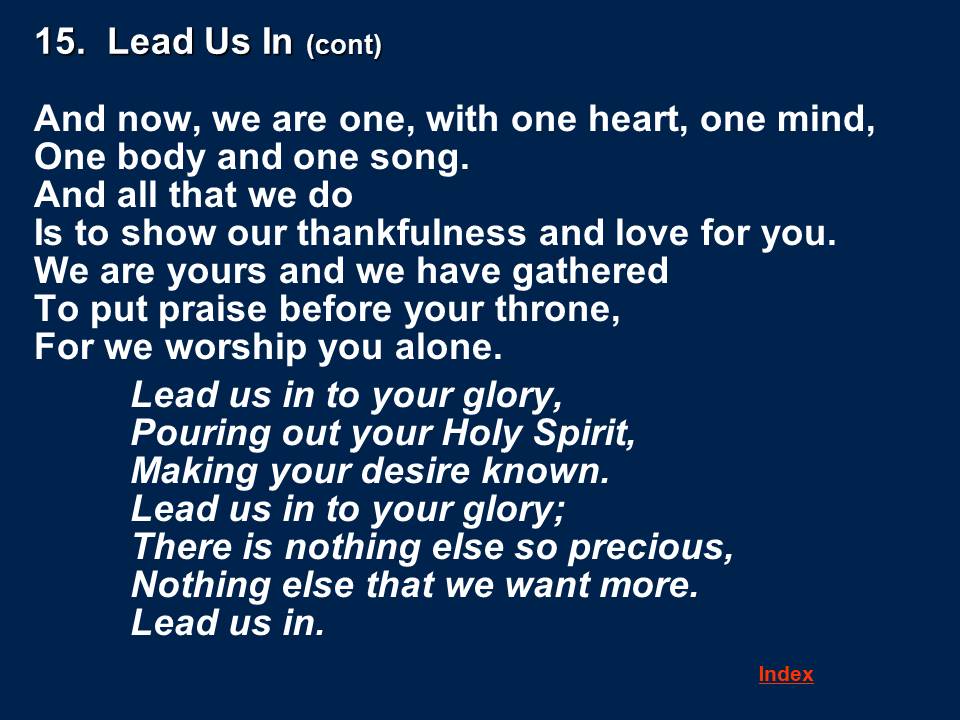 15. Lead Us In (cont)
And now, we are one, with one heart, one mind,
One body and one song.
And all that we do
Is to show our thankfulness and love for you.
We are yours and we have gathered
To put praise before your throne,
For we worship you alone.
Lead us in to your glory,
Pouring out your Holy Spirit,
Making your desire known.
Lead us in to your glory;
There is nothing else so precious,
Nothing else that we want more.
Lead us in.
Index